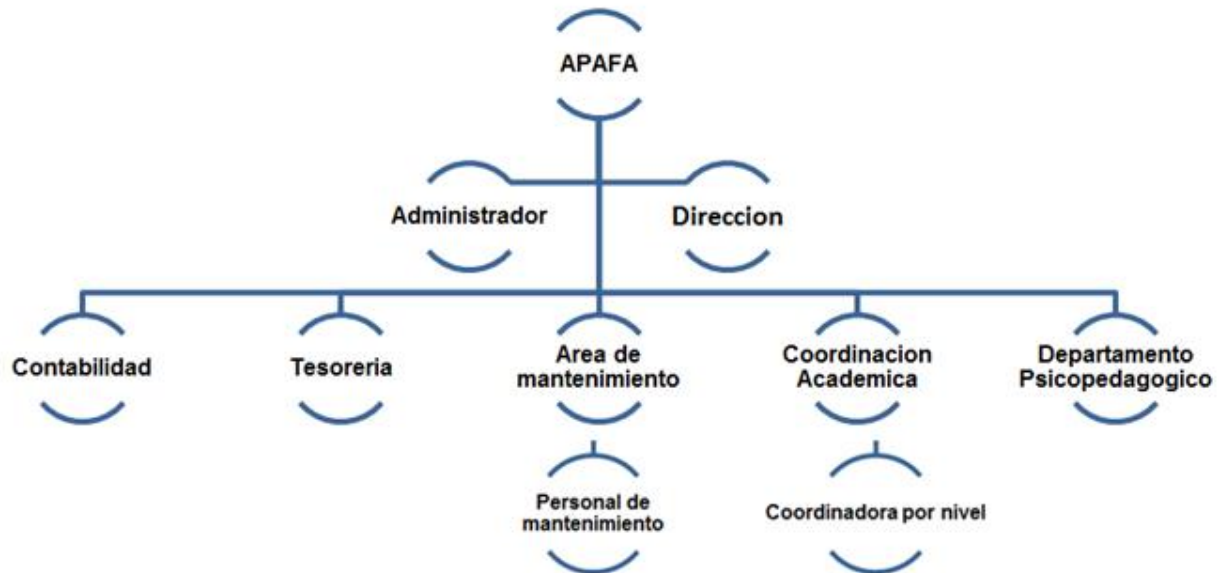 APAFA
Administrador
Direccion
Contabilidad
Tesoreria
Area de
mantenimiento
Coordinacion
Academica
Departamento
Psicopedagogico
Personal de
mantenimiento
Coordinadora por nivel